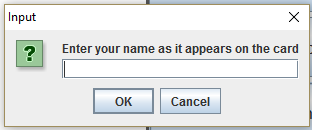 Input
Enter your name as it appears on the card
OK
Cancel